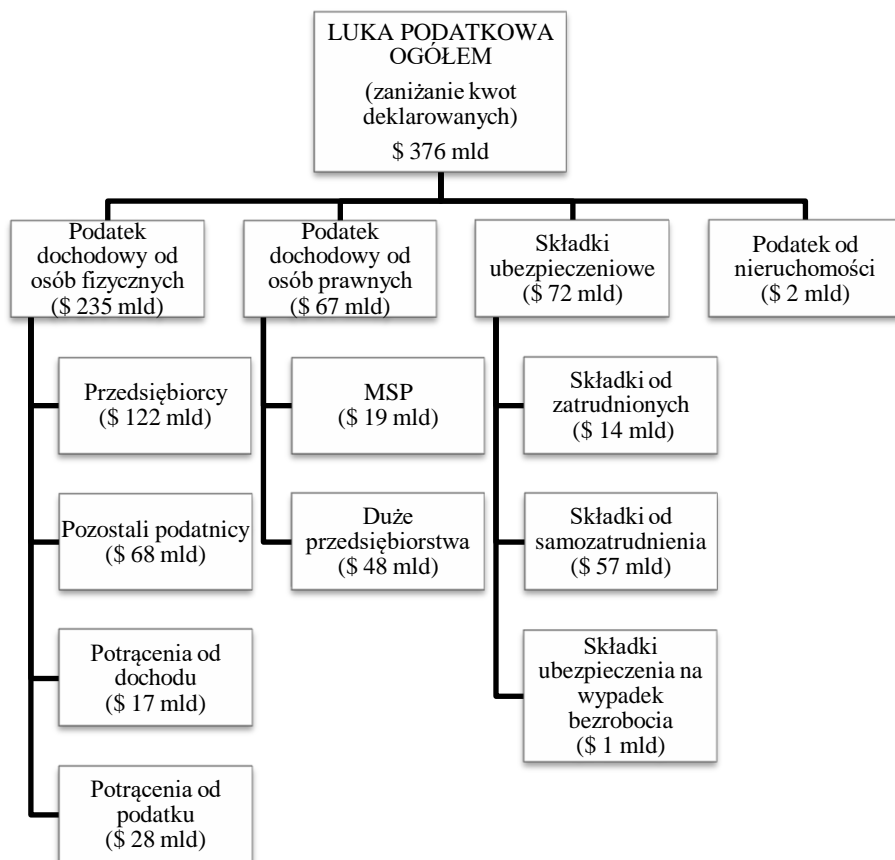 LUKA PODATKOWA
OGÓŁEM
(zaniżanie kwot
deklarowanych)
$ 376 mld
Podatek
dochodowy od
osób fizycznych
($ 235 mld)
Podatek
dochodowy od
osób prawnych
($ 67 mld)
Składki
ubezpieczeniowe
($ 72 mld)
Podatek od
nieruchomości
($ 2 mld)
Przedsiębiorcy
($ 122 mld)
Pozostali podatnicy
($ 68 mld)
Potrącenia od
dochodu
($ 17 mld)
Potrącenia od
podatku
($ 28 mld)
MSP
($ 19 mld)
Duże
przedsiębiorstwa
($ 48 mld)
Składki od
zatrudnionych
($ 14 mld)
Składki od
samozatrudnienia
($ 57 mld)
Składki
ubezpieczenia na
wypadek
bezrobocia
($ 1 mld)